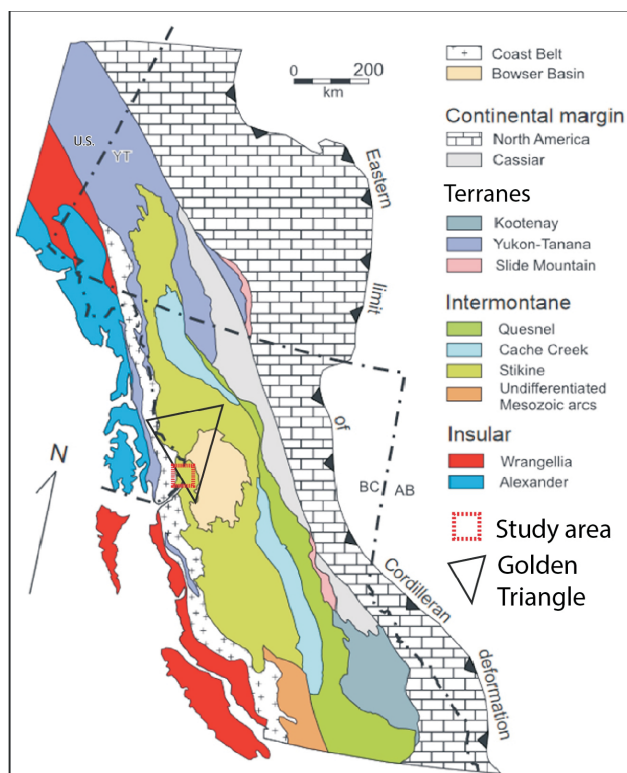 Coast Belt
Bowser Basin
0
200
km
Continental margin
North America
Cassiar
Terranes
Kootenay
Yukon-Tanana
Slide Mountain
Intermontane
Quesnel
Cache Creek
Stikine
Undifferentiated
Mesozoic arcs
Insular
Wrangellia
Alexander
Study area
Golden
Triangle
U.S.
YT
Eastern
limit
of
Cordilleran
deformation
BC
AB
N